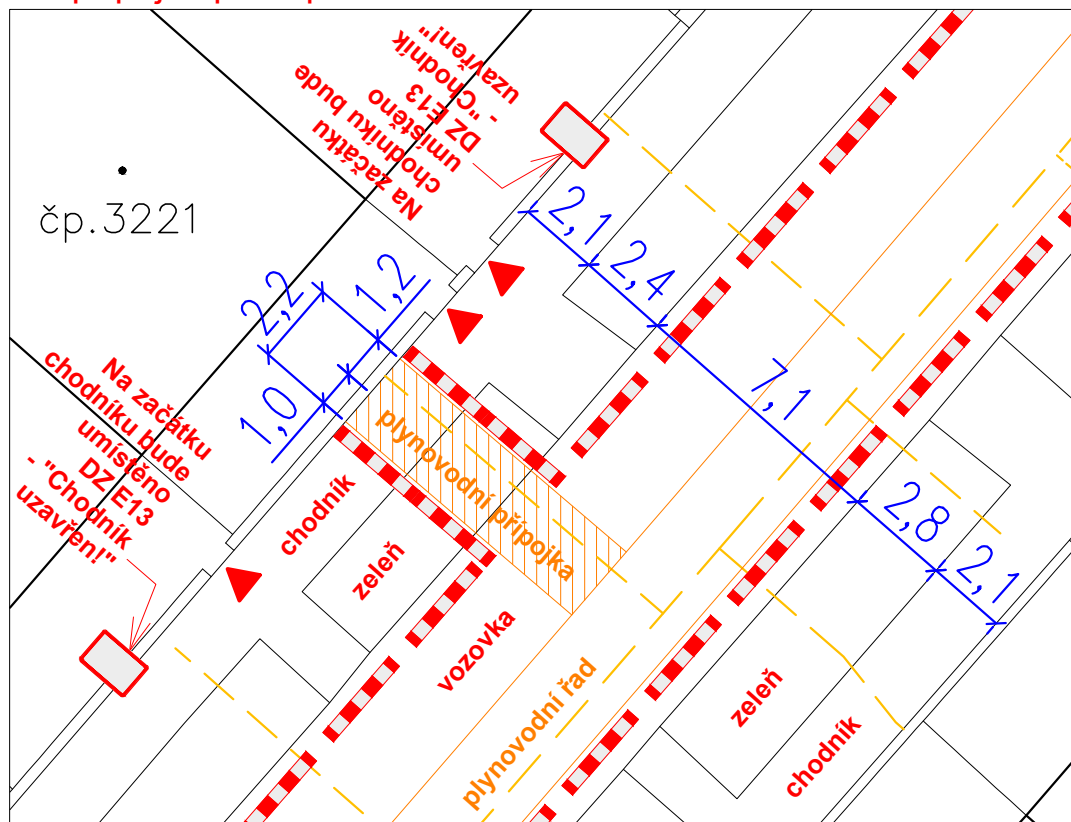 Na začátku
chodníku bude
umístěno
DZ E13
- "Chodník
uzavřen!"
čp.3221
2,1
2,4
7,1
2,8
2,1
2,2
1,2
1,0
Na začátku
chodníku bude
umístěno
DZ E13
- "Chodník
uzavřen!"
plynovodní přípojka
chodník
zeleň
vozovka
plynovodní řad
zeleň
chodník